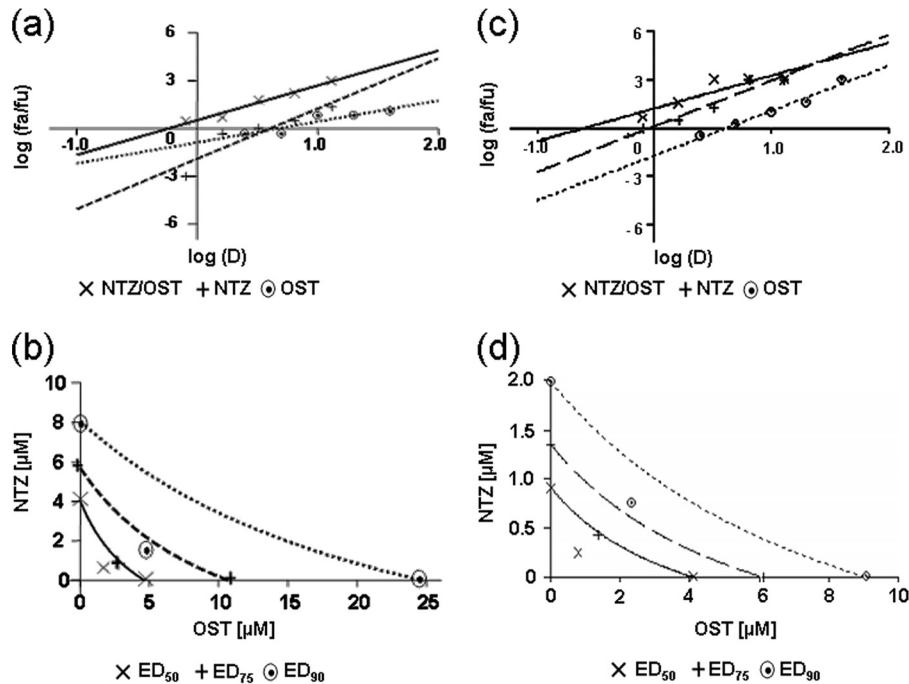 (a)
log (fa/fu)
6
3
0
-3
-6
-1.0
1.0
2.0
log (D)
× NTZ/OST + NTZ ⊙ OST
(c)
log (fa/fu)
6
3
0
-3
-6
-1.0
1.0
2.0
log (D)
× NTZ/OST + NTZ ⊙ OST
(b)
NTZ [µM]
10
8
6
4
2
0
0 5 10 15 20 25
OST [µM]
× ED50 + ED75 ⊙ ED90
(d)
NTZ [µM]
2.0
1.5
1.0
0.5
0
0 2 4 6 8 10
OST [µM]
× ED50 + ED75 ⊙ ED90